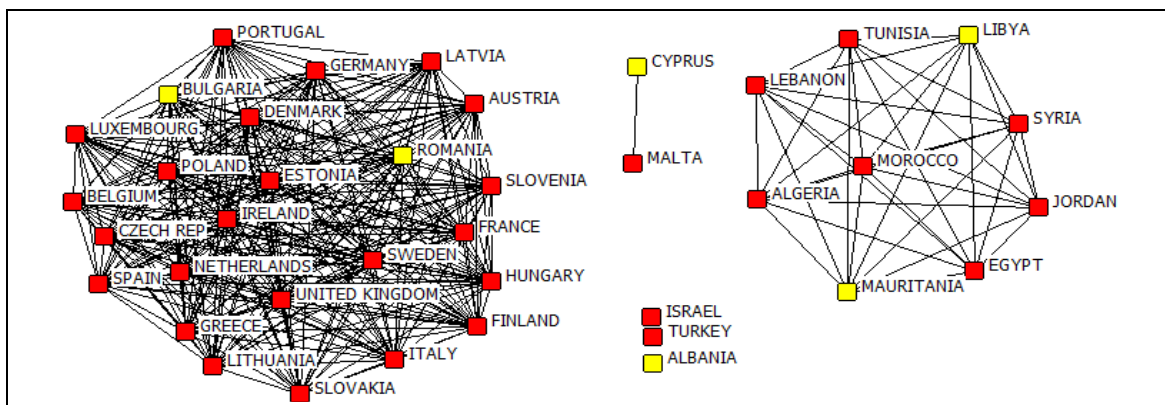 PORTUGAL
GERMANY
LATVIA
BULGARIA
DENMARK
AUSTRIA
LUXEMBOURG
ROMANIA
POLAND
ESTONIA
SLOVENIA
BELGIUM
IRELAND
CZECH REP
FRANCE
SWEDEN
NETHERLANDS
SPAIN
HUNGARY
UNITED KINGDOM
GREECE
FINLAND
LITHUANIA
ITALY
SLOVAKIA
CYPRUS
MALTA
TUNISIA
LIBYA
LEBANON
SYRIA
MOROCCO
ALGERIA
JORDAN
EGYPT
MAURITANIA
ISRAEL
TURKEY
ALBANIA